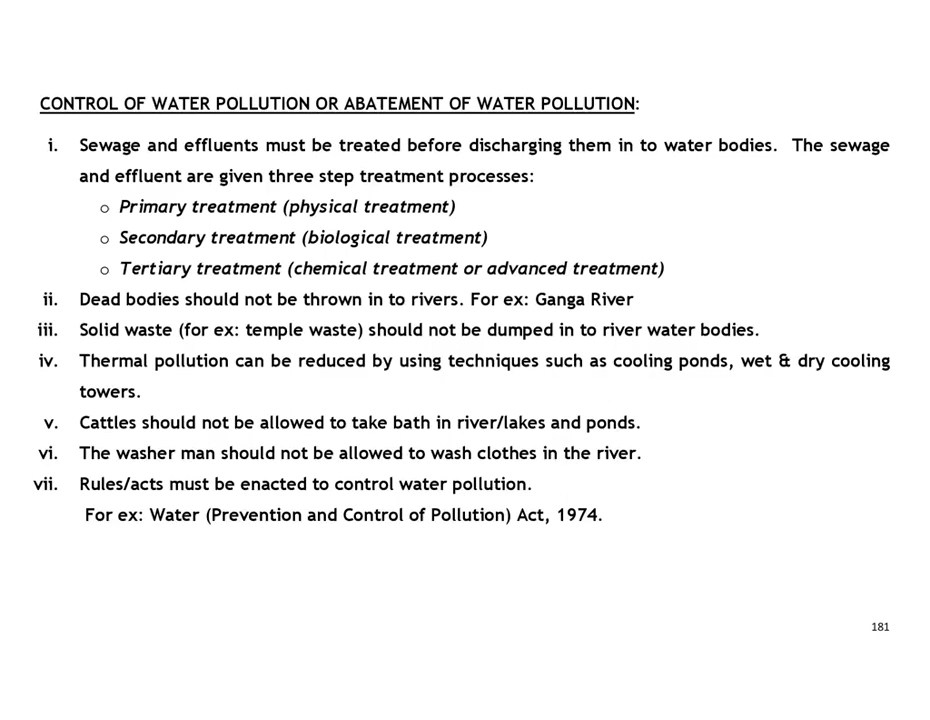 CONTROL OF WATER POLLUTION OR ABATEMENT OF WATER POLLUTION:
i. Sewage and effluents must be treated before discharging them in to water bodies. The sewage
and effluent are given three step treatment processes:
o Primary treatment (physical treatment)
o Secondary treatment (biological treatment)
o Tertiary treatment (chemical treatment or advanced treatment)
ii. Dead bodies should not be thrown in to rivers. For ex: Ganga River
iii. Solid waste (for ex: temple waste) should not be dumped in to river water bodies.
iv. Thermal pollution can be reduced by using techniques such as cooling ponds, wet & dry cooling
towers.
v. Cattles should not be allowed to take bath in river/lakes and ponds.
vi. The washer man should not be allowed to wash clothes in the river.
vii. Rules/acts must be enacted to control water pollution.
For ex: Water (Prevention and Control of Pollution) Act, 1974.
181